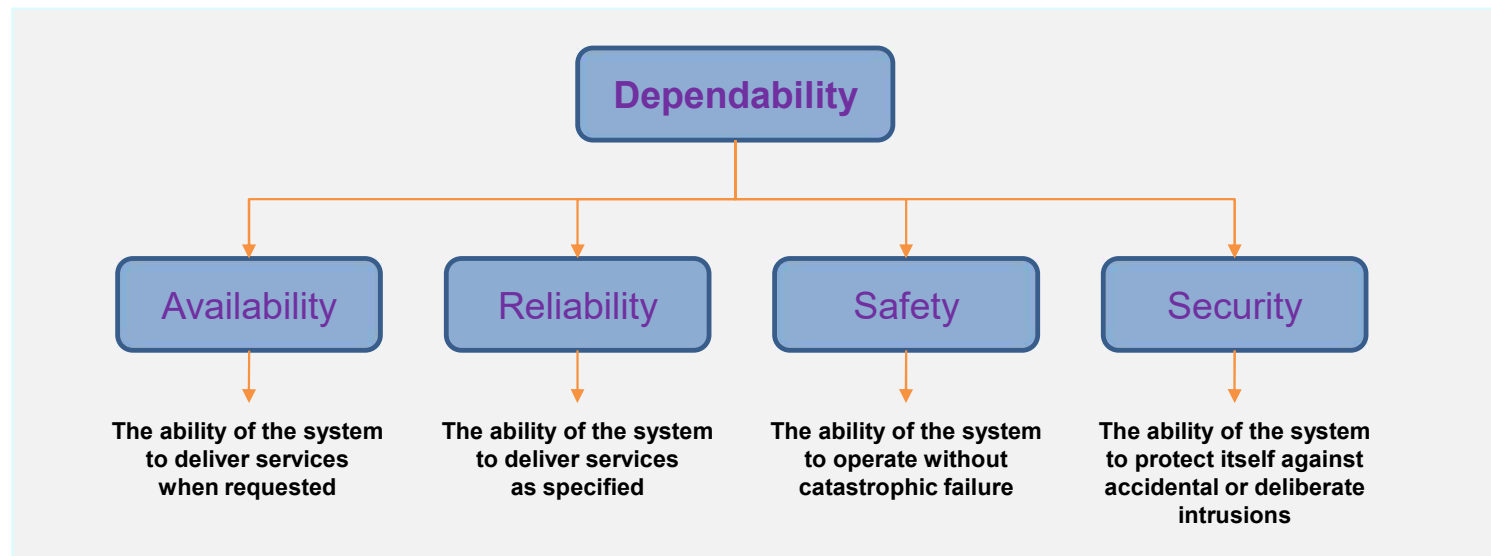 Dependability
Availability
Reliability
Safety
Security
The ability of the system
to deliver services
when requested
The ability of the system
to deliver services
as specified
The ability of the system
to operate without
catastrophic failure
The ability of the system
to protect itself against
accidental or deliberate
intrusions